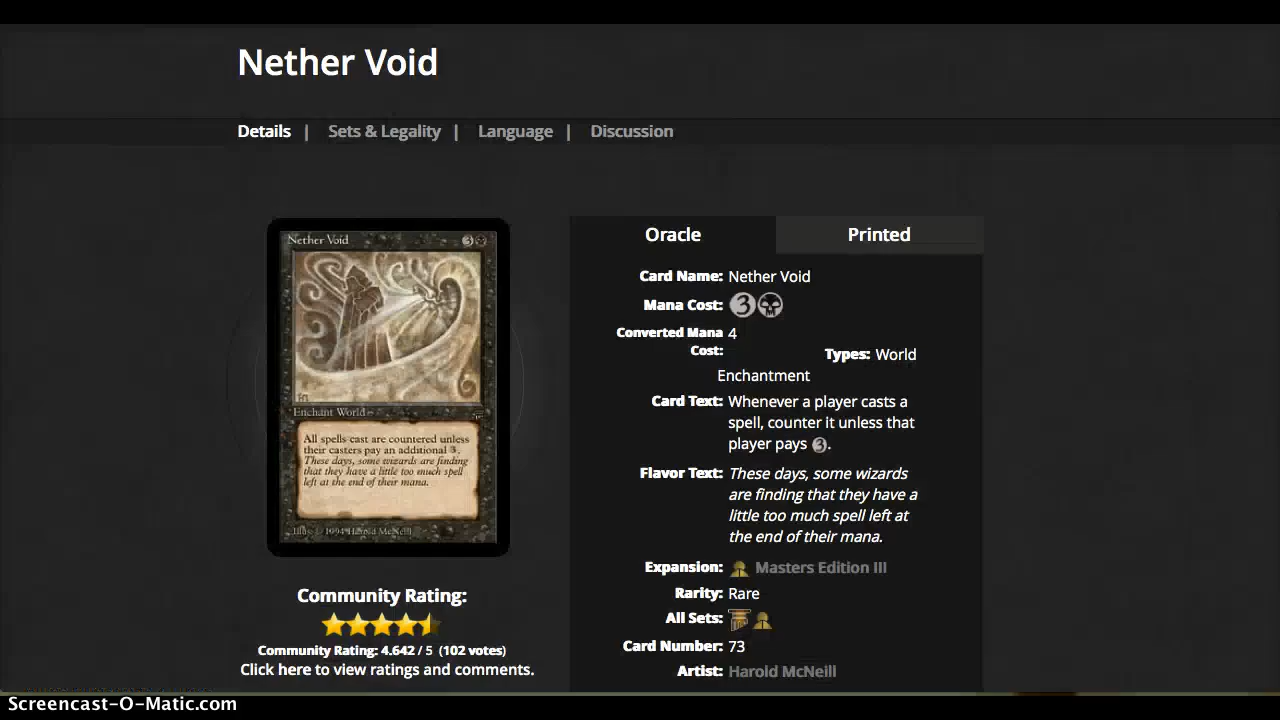 Nether Void
Details | Sets & Legality | Language | Discussion
Nether Void 3
Enchant World
All spells cast are countered unless
their casters pay an additional 3.
These days, some wizards are finding
that they have a little too much spell
left at the end of their mana.
Illus. © 1994 Harold McNeill
Community Rating:
Community Rating: 4.642 / 5 (102 votes)
Click here to view ratings and comments.
Oracle Printed
Card Name: Nether Void
Mana Cost: 3
Converted Mana 4
Cost:
Types: World
Enchantment
Card Text: Whenever a player casts a
spell, counter it unless that
player pays 3.
Flavor Text: These days, some wizards
are finding that they have a
little too much spell left at
the end of their mana.
Expansion: Masters Edition III
Rarity: Rare
All Sets:
Card Number: 73
Artist: Harold McNeill
Screencast-O-Matic.com